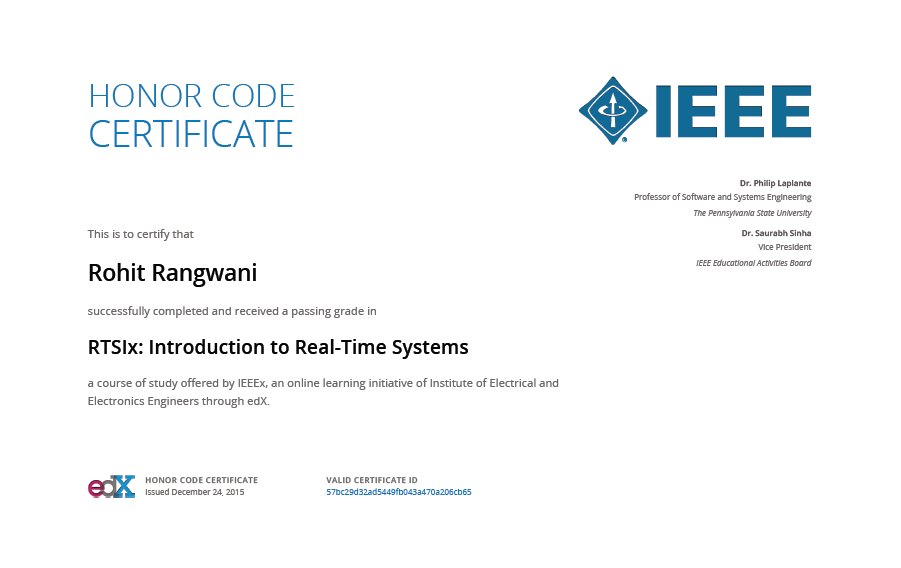 HONOR CODE
CERTIFICATE
IEEE
®
Dr. Philip Laplante
Professor of Software and Systems Engineering
The Pennsylvania State University
Dr. Saurabh Sinha
Vice President
IEEE Educational Activities Board
This is to certify that
Rohit Rangwani
successfully completed and received a passing grade in
RTSIx: Introduction to Real-Time Systems
a course of study offered by IEEEx, an online learning initiative of Institute of Electrical and
Electronics Engineers through edX.
edX
HONOR CODE CERTIFICATE
Issued December 24, 2015
VALID CERTIFICATE ID
57bc29d32ad5449fb043a470a206cb65